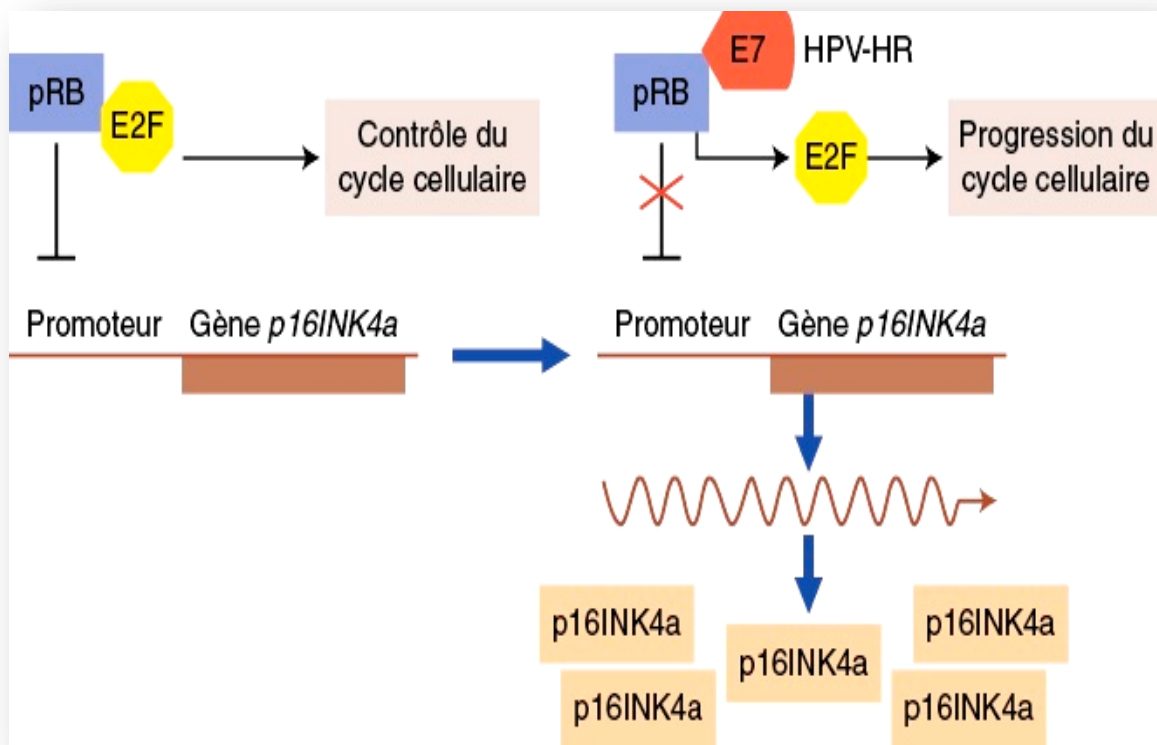 pRB
E2F
Contrôle du
cycle cellulaire
Promoteur Gène p16INK4a
E7 HPV-HR
pRB
E2F
Progression du
cycle cellulaire
Promoteur Gène p16INK4a
p16INK4a
p16INK4a
p16INK4a
p16INK4a
p16INK4a